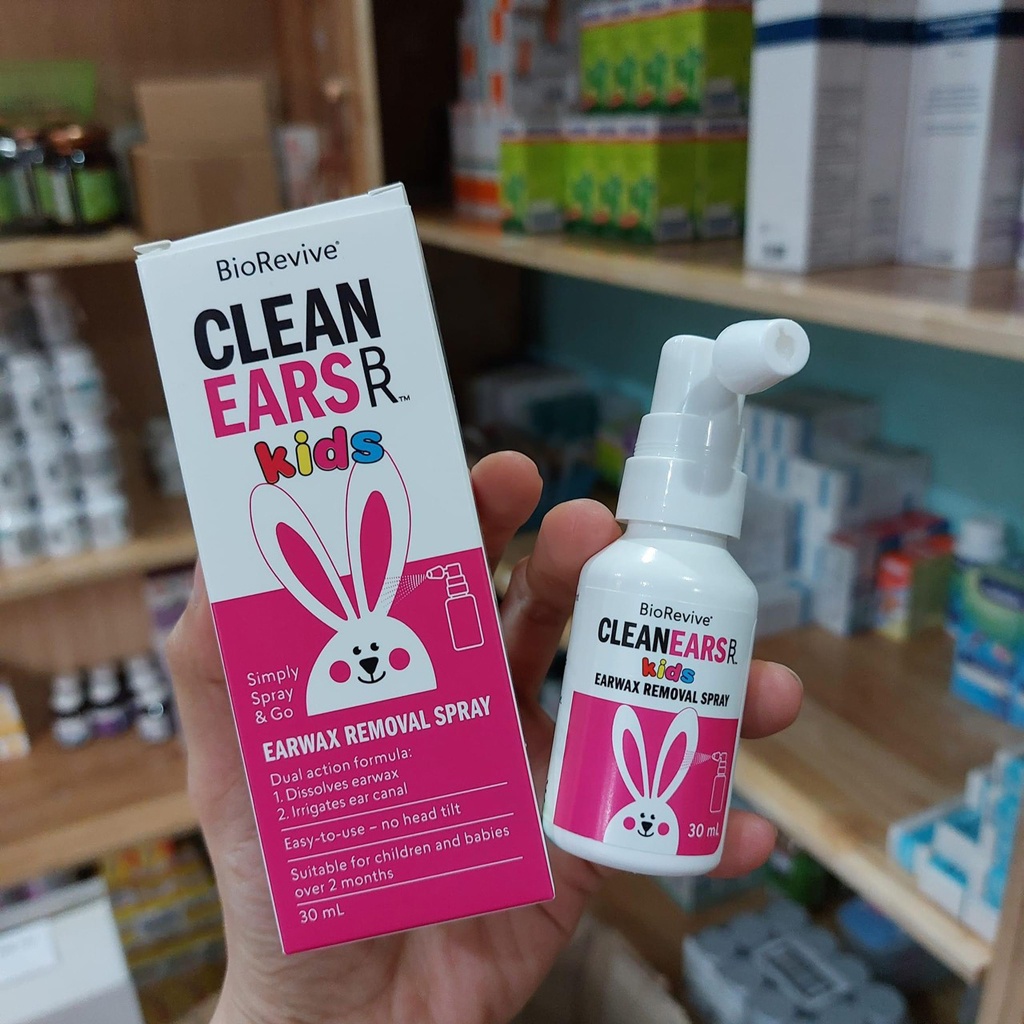 BioRevive®
CLEAN
EARS BR™
kids
Simply
Spray
& Go
EARWAX REMOVAL SPRAY
Dual action formula:
1. Dissolves earwax
2. Irrigates ear canal
Easy-to-use – no head tilt
Suitable for children and babies
over 2 months
30 mL
BioRevive®
CLEANEARS BR™
kids
EARWAX REMOVAL SPRAY
30 mL